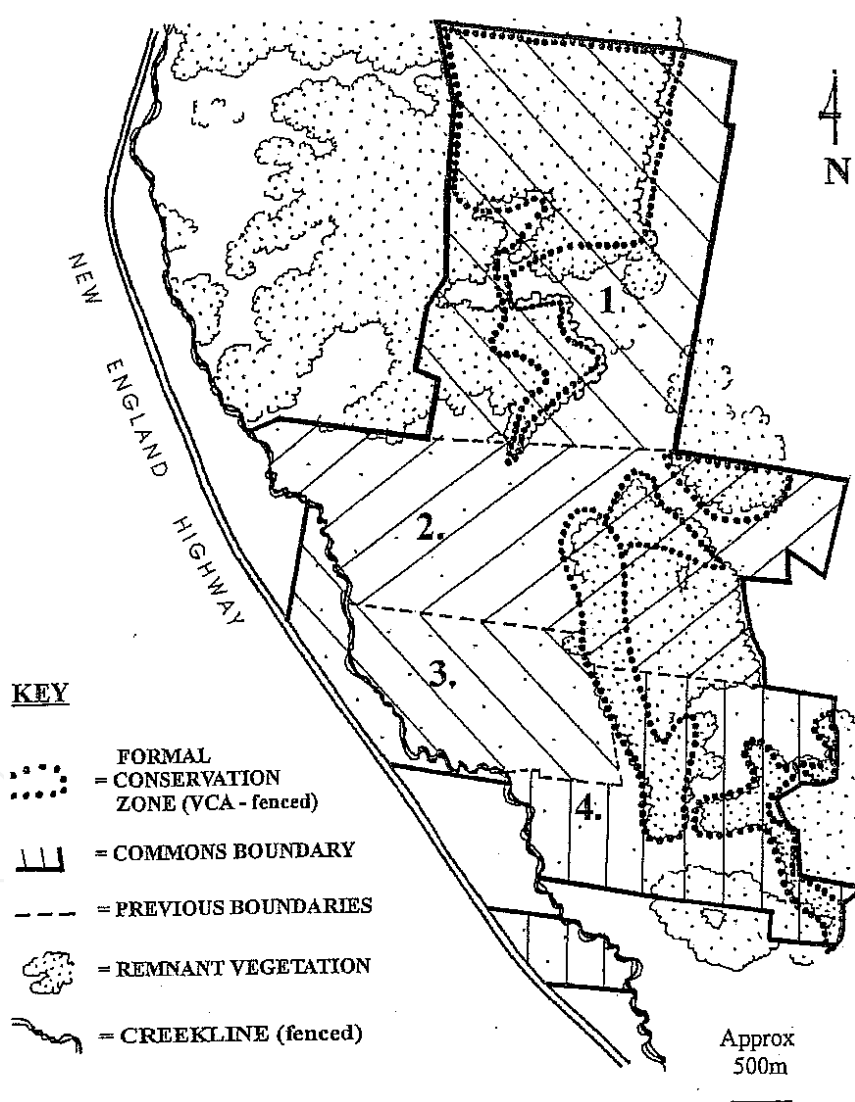 N
1.
NEW ENGLAND HIGHWAY
2.
3.
4.
KEY
FORMAL
= CONSERVATION
ZONE (VCA - fenced)
= COMMONS BOUNDARY
= PREVIOUS BOUNDARIES
= REMNANT VEGETATION
= CREEKLINE (fenced)
Approx
500m